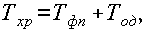 Tхр = Tфп + Tод,